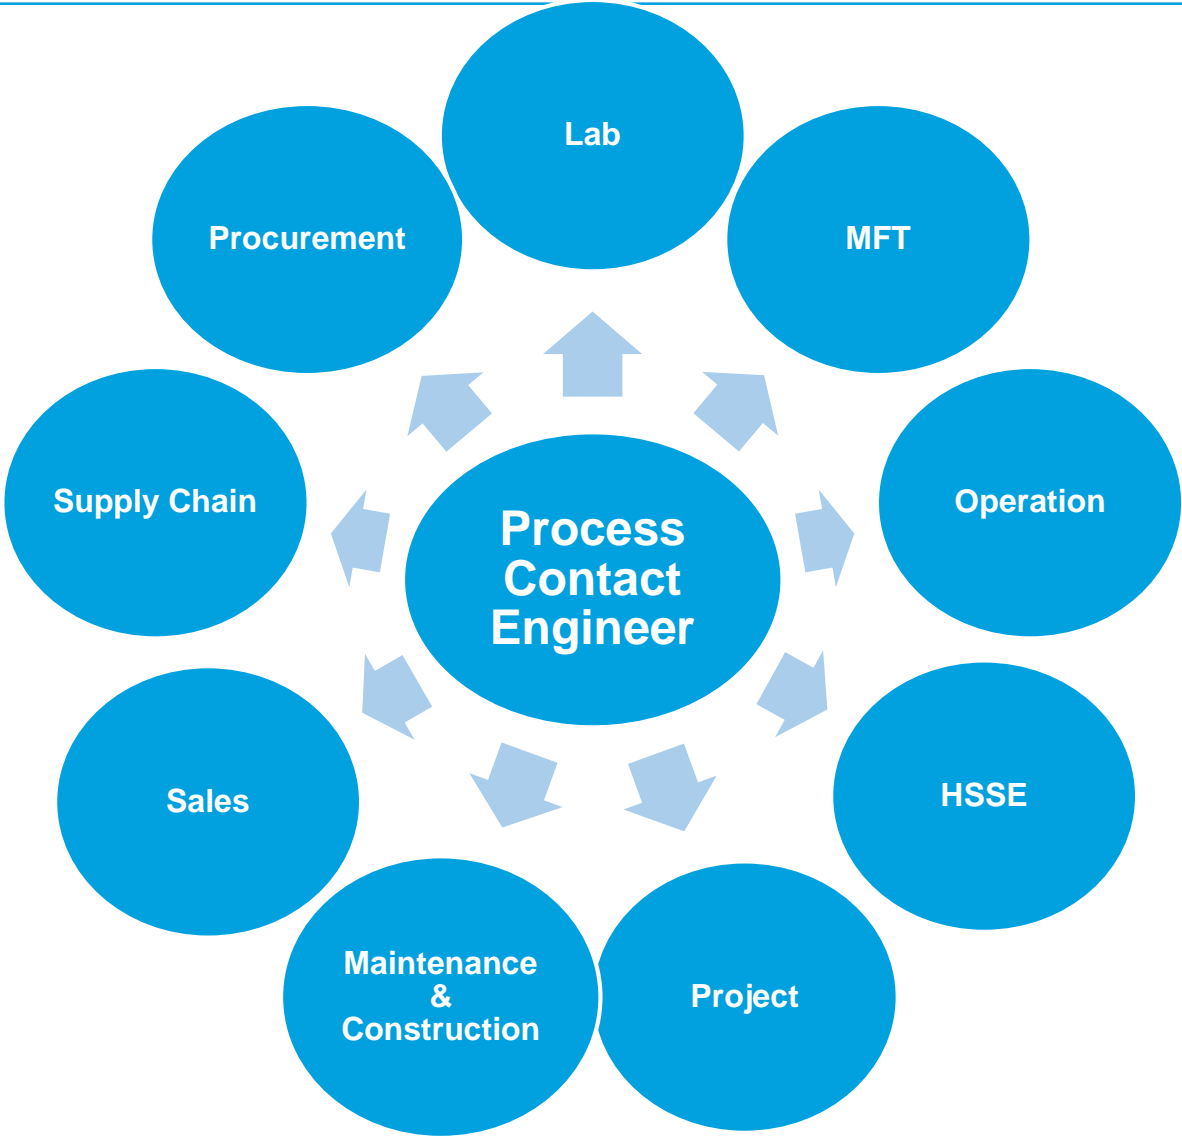 Lab
MFT
Operation
HSSE
Project
Maintenance
&
Construction
Sales
Supply Chain
Procurement
Process
Contact
Engineer